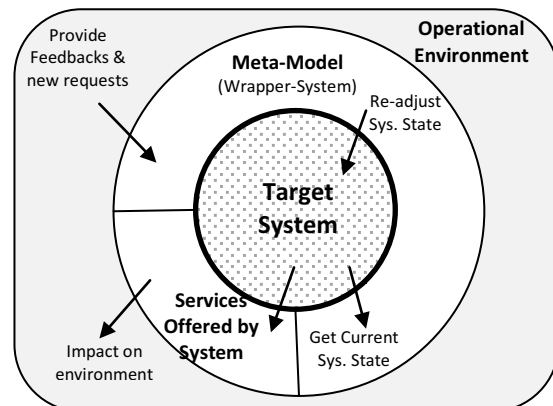 Provide
Feedbacks &
new requests
Meta-Model
(Wrapper-System)
Operational
Environment
Re-adjust
Sys. State
Target
System
Services
Offered by
System
Get Current
Sys. State
Impact on
environment